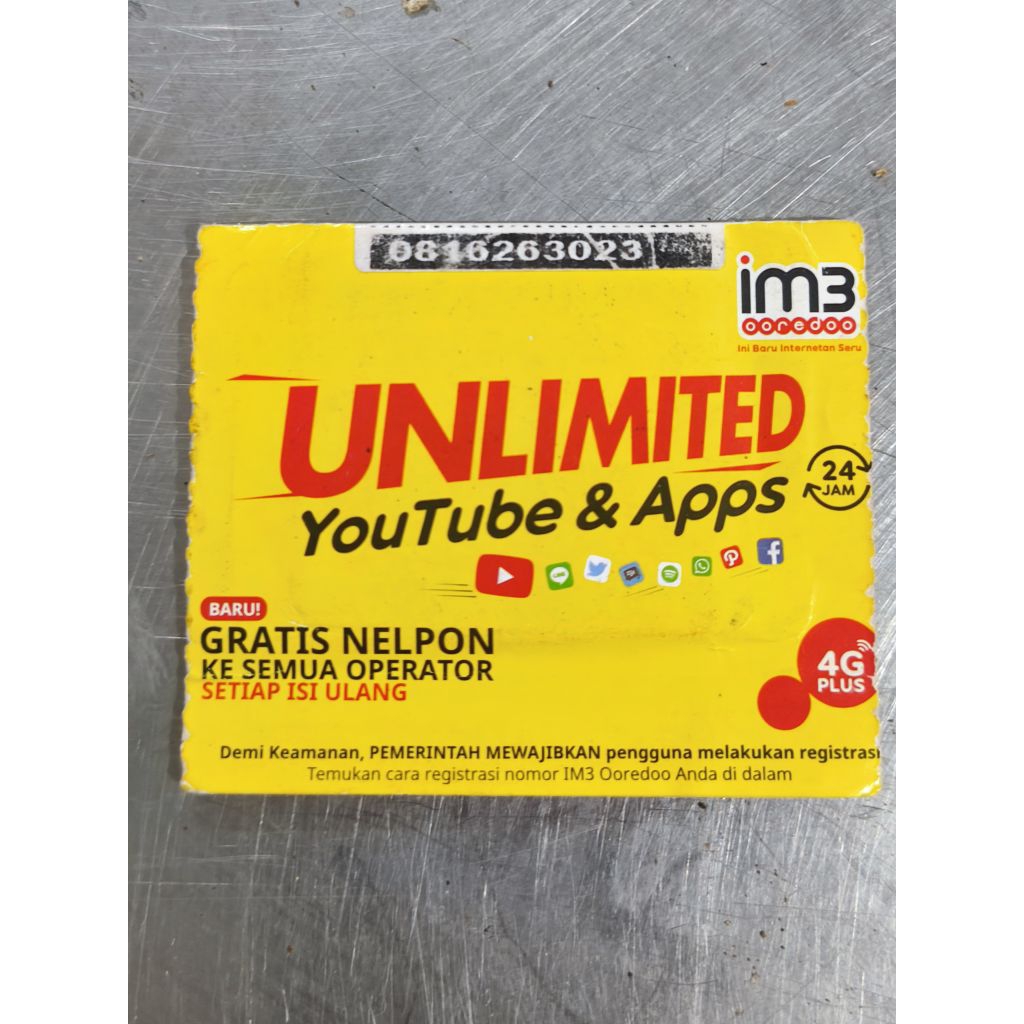 0816263023
im3
ooredoo
Ini Baru Internetan Seru
UNLIMITED
YouTube & Apps
24
JAM
LINE
BARU!
GRATIS NELPON
KE SEMUA OPERATOR
SETIAP ISI ULANG
4G
PLUS
Demi Keamanan, PEMERINTAH MEWAJIBKAN pengguna melakukan registrasi
Temukan cara registrasi nomor IM3 Ooredoo Anda di dalam